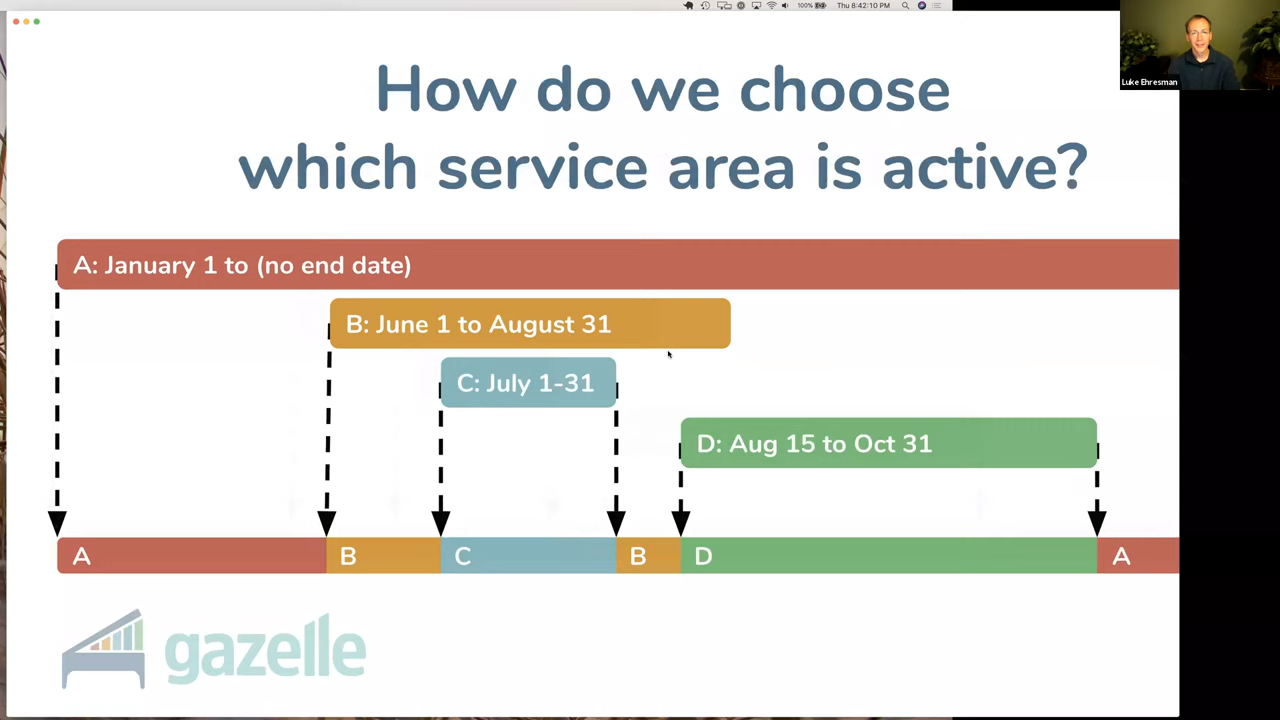 100%
Thu 8:42:10 PM
Luke Ehresman
How do we choose
which service area is active?
A: January 1 to (no end date)
B: June 1 to August 31
C: July 1-31
D: Aug 15 to Oct 31
A B C B D A
gazelle